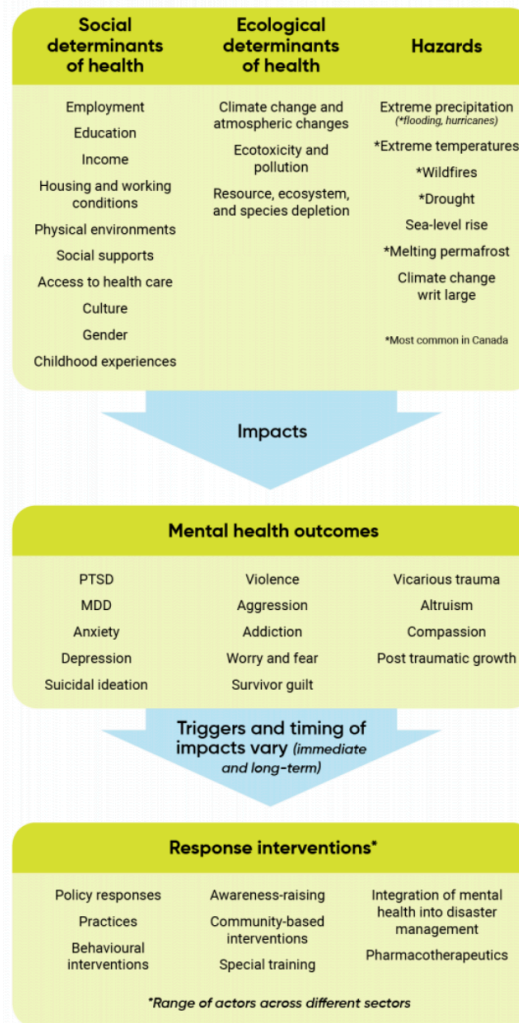 Social
determinants
of health
Employment
Education
Income
Housing and working
conditions
Physical environments
Social supports
Access to health care
Culture
Gender
Childhood experiences
Ecological
determinants
of health
Climate change and
atmospheric changes
Ecotoxicity and
pollution
Resource, ecosystem,
and species depletion
Hazards
Extreme precipitation
(*flooding, hurricanes)
*Extreme temperatures
*Wildfires
*Drought
Sea-level rise
*Melting permafrost
Climate change
writ large
*Most common in Canada
Impacts
Mental health outcomes
PTSD
MDD
Anxiety
Depression
Suicidal ideation
Violence
Aggression
Addiction
Worry and fear
Survivor guilt
Vicarious trauma
Altruism
Compassion
Post traumatic growth
Triggers and timing of
impacts vary (immediate
and long-term)
Response interventions*
Policy responses
Practices
Behavioural
interventions
Awareness-raising
Community-based
interventions
Special training
Integration of mental
health into disaster
management
Pharmacotherapeutics
*Range of actors across different sectors